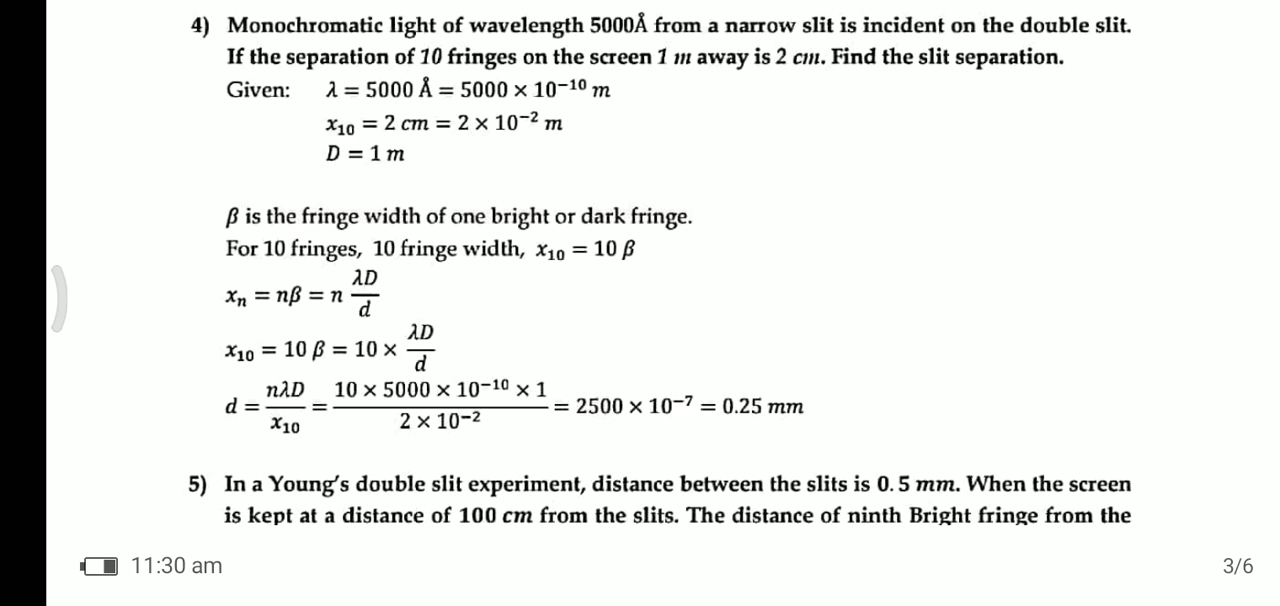 4) Monochromatic light of wavelength 5000Å from a narrow slit is incident on the double slit.
If the separation of 10 fringes on the screen 1 m away is 2 cm. Find the slit separation.
Given: λ = 5000 Å = 5000 × 10⁻¹⁰ m
x₁₀ = 2 cm = 2 × 10⁻² m
D = 1 m
β is the fringe width of one bright or dark fringe.
For 10 fringes, 10 fringe width, x₁₀ = 10 β
xₙ = nβ = n λD/d
x₁₀ = 10 β = 10 × λD/d
d = nλD/x₁₀ = 10 × 5000 × 10⁻¹⁰ × 1/2 × 10⁻² = 2500 × 10⁻⁷ = 0.25 mm
5) In a Young's double slit experiment, distance between the slits is 0.5 mm. When the screen
is kept at a distance of 100 cm from the slits. The distance of ninth Bright fringe from the
11:30 am 3/6